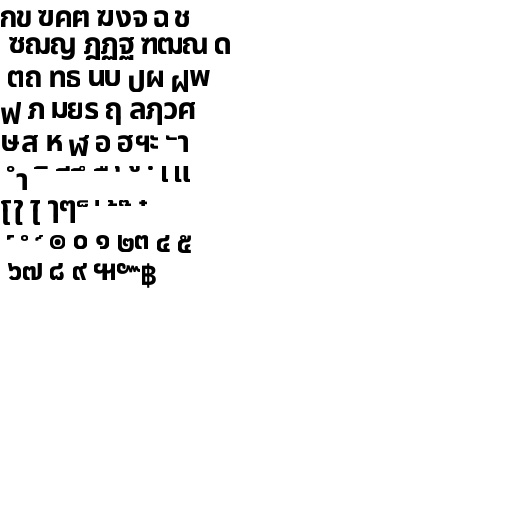 กข ฃคฅ ฆงจ ฉ ช
ซฌญ ฎฏฐ ฑฒณ ด
ตถ ทธ นบ ปผ ฝพ
ฟ ภ มยร ฤ ลฦวศ
ษส ห ฬ อ ฮฯะ ั า
ำ ิ ี ึ ื ุ ู ฺ เ แ
โ ใ ไ ๅ ๆ ็ ่ ้ ๊ ๋
์ ํ ๎ ๏ ๐ ๑ ๒๓ ๔ ๕
๖๗ ๘ ๙ ๚๛฿